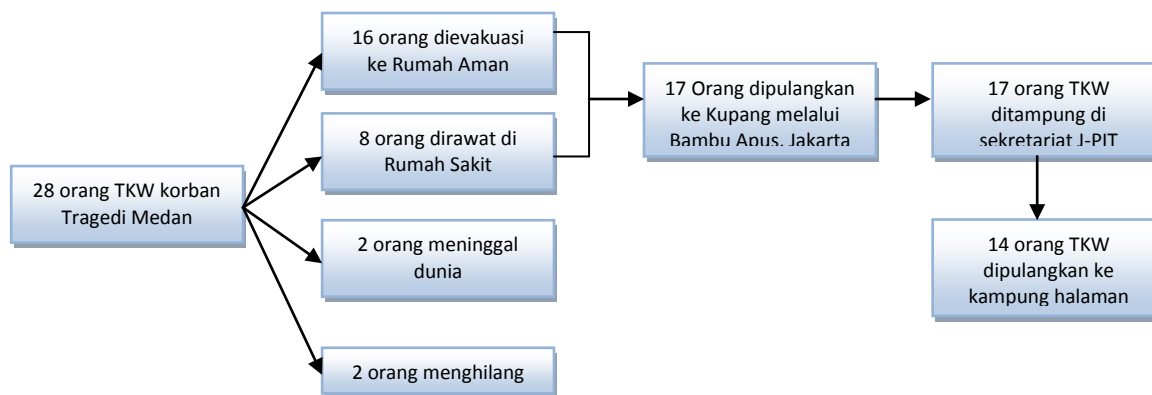 28 orang TKW korban
Tragedi Medan
16 orang dievakuasi
ke Rumah Aman
8 orang dirawat di
Rumah Sakit
2 orang meninggal
dunia
2 orang menghilang
17 Orang dipulangkan
ke Kupang melalui
Bambu Apus, Jakarta
17 orang TKW
ditampung di
sekretariat J-PIT
14 orang TKW
dipulangkan ke
kampung halaman